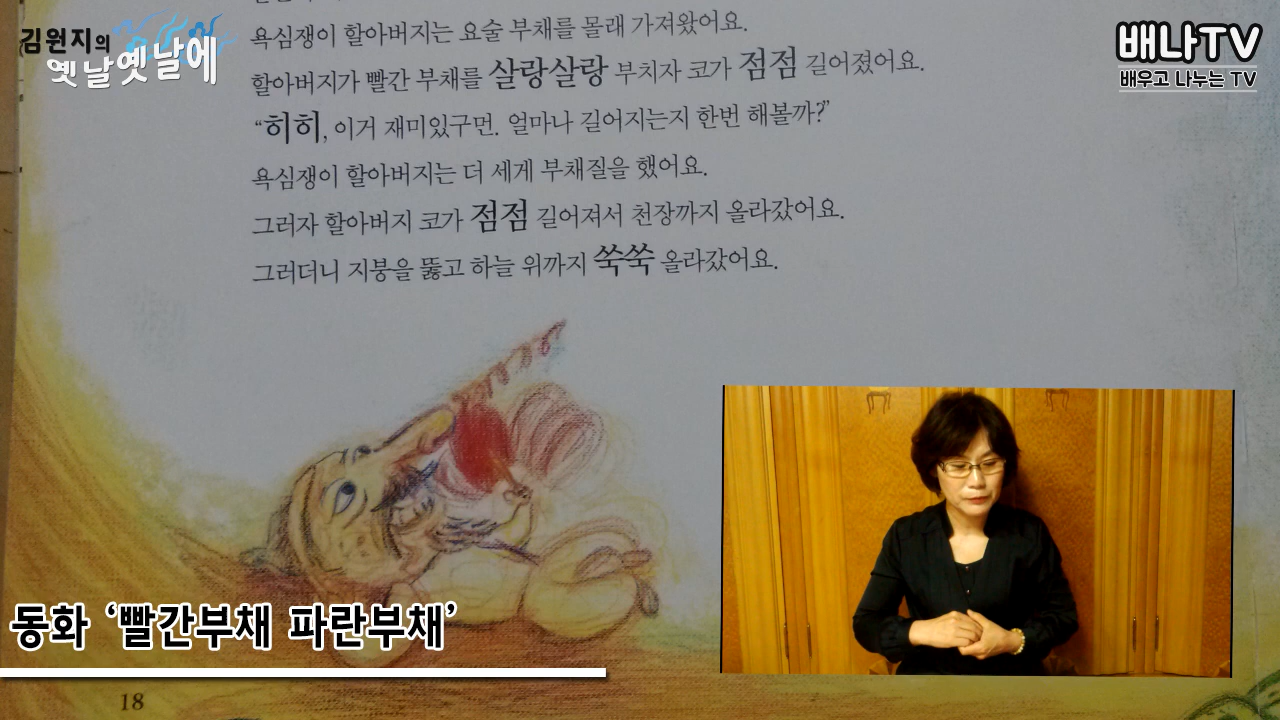 김원지의
옛날옛날에
배나TV
배우고 나누는 TV
욕심쟁이 할아버지는 요술 부채를 몰래 가져왔어요.
할아버지가 빨간 부채를 살랑살랑 부치자 코가 점점 길어졌어요.
“히히, 이거 재미있구먼. 얼마나 길어지는지 한번 해볼까?”
욕심쟁이 할아버지는 더 세게 부채질을 했어요.
그러자 할아버지 코가 점점 길어져서 천장까지 올라갔어요.
그러더니 지붕을 뚫고 하늘 위까지 쑥쑥 올라갔어요.
동화 ‘빨간부채 파란부채’
18